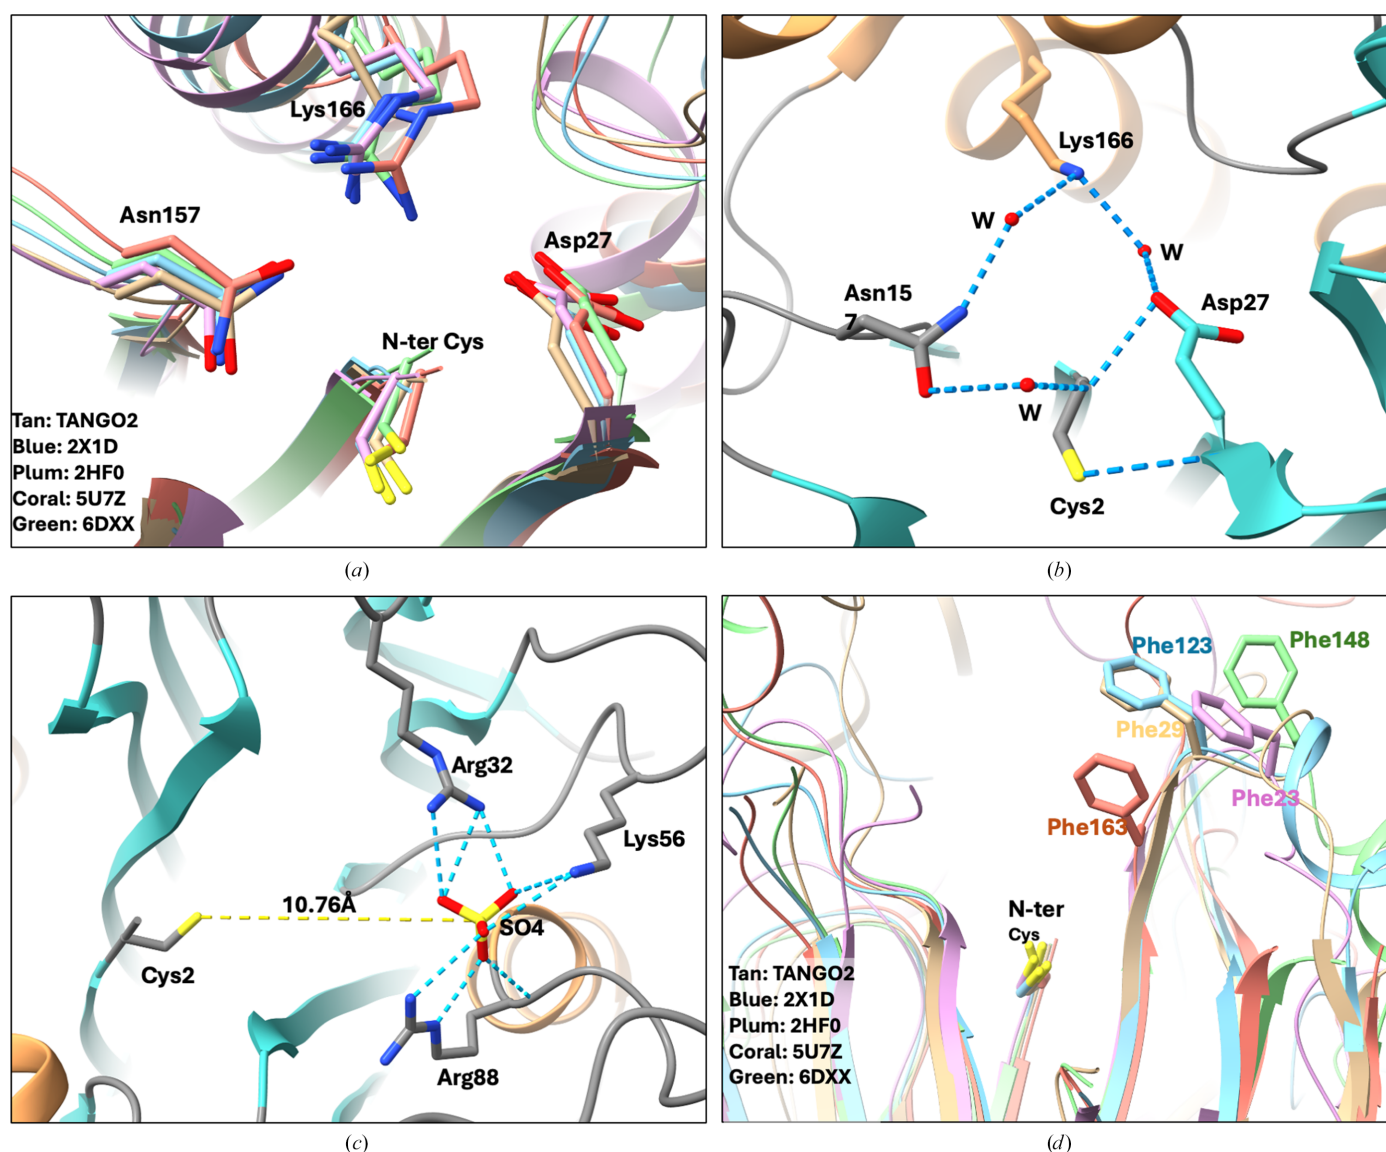 Lys166
Asn157
Asp27
N-ter Cys
Tan: TANGO2
Blue: 2X1D
Plum: 2HF0
Coral: 5U7Z
Green: 6DXX
(a)
Lys166
W
W
Asn15
7
Asp27
W
Cys2
(b)
Arg32
Lys56
10.76Å
SO4
Cys2
Arg88
(c)
Phe123
Phe148
Phe29
Phe23
Phe163
N-ter
Cys
Tan: TANGO2
Blue: 2X1D
Plum: 2HF0
Coral: 5U7Z
Green: 6DXX
(d)